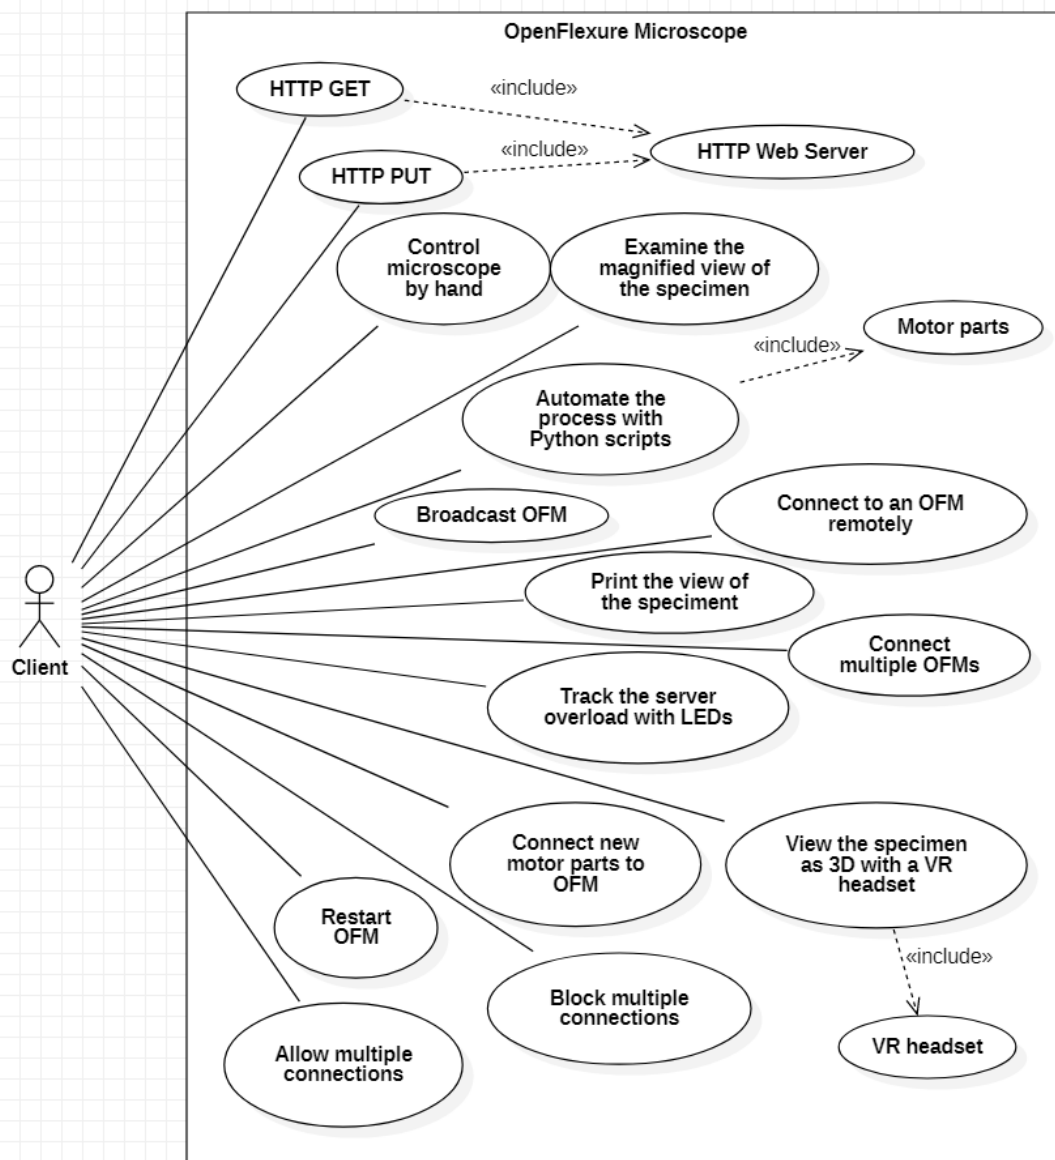 OpenFlexure Microscope
HTTP GET
«include»
HTTP PUT
«include»
HTTP Web Server
Control
microscope
by hand
Examine the
magnified view of
the specimen
Motor parts
«include»
Automate the
process with
Python scripts
Broadcast OFM
Connect to an OFM
remotely
Print the view of
the speciment
Connect
multiple OFMs
Client
Track the server
overload with LEDs
Connect new
motor parts to
OFM
View the specimen
as 3D with a VR
headset
Restart
OFM
«include»
Block multiple
connections
VR headset
Allow multiple
connections